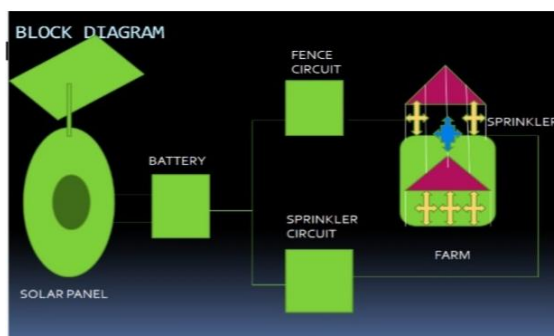 BLOCK DIAGRAM
FENCE
CIRCUIT
SPRINKLER
BATTERY
SPRINKLER
CIRCUIT
FARM
SOLAR PANEL